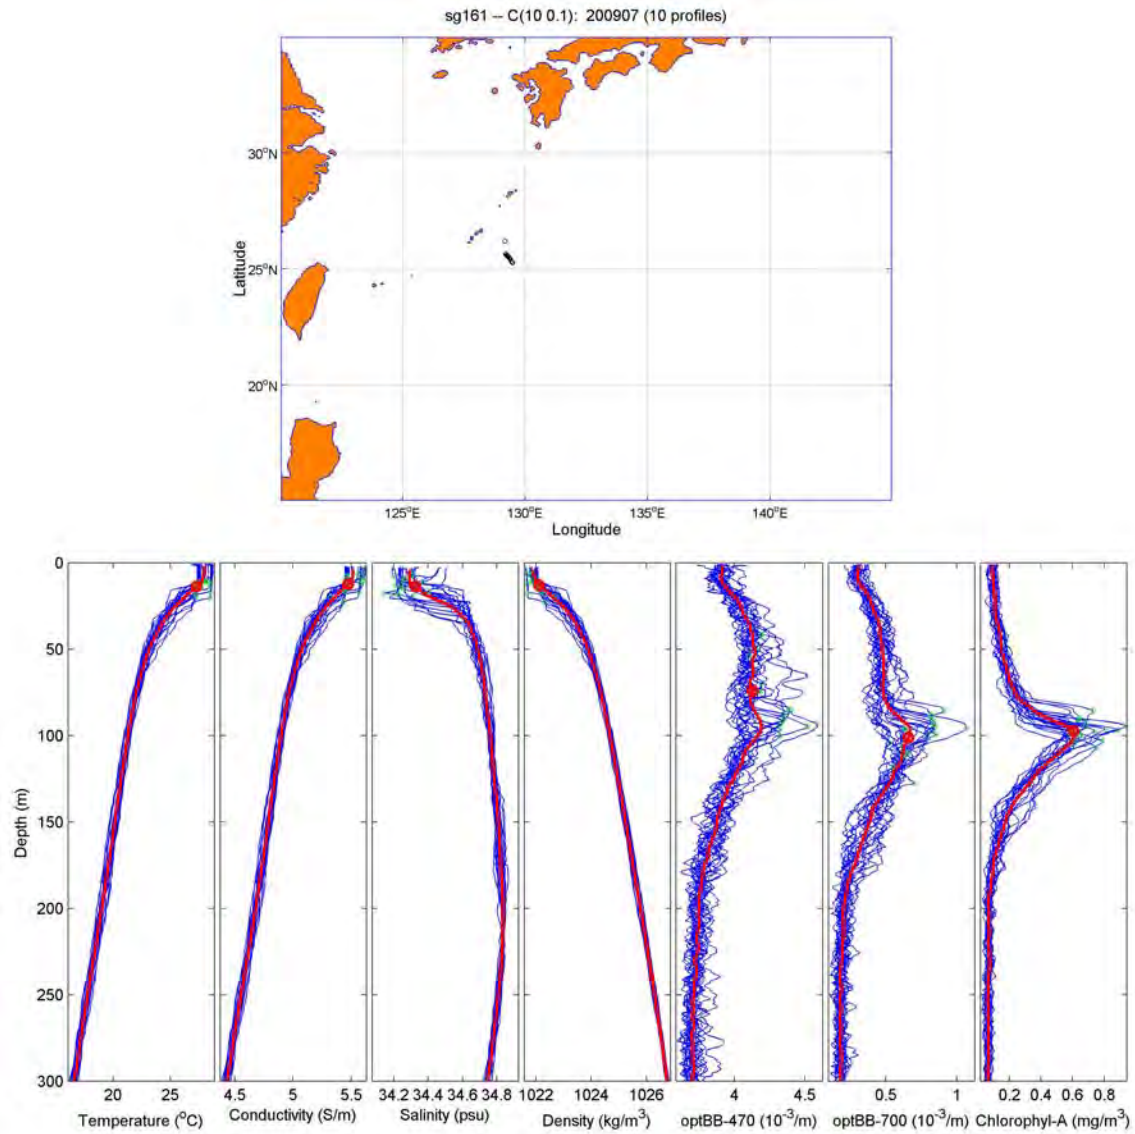 sg161 -- C(10 0.1): 200907 (10 profiles)
30°N
25°N
20°N
Latitude
125°E 130°E 135°E 140°E
Longitude
0
50
100
150
200
250
300
Depth (m)
20 25
4.5 5 5.5
34.2 34.4 34.6 34.8
1022 1024 1026
4 4.5
0.5 1
0.2 0.4 0.6 0.8
Temperature (°C)
Conductivity (S/m)
Salinity (psu)
Density (kg/m³)
optBB-470 (10⁻³/m)
optBB-700 (10⁻³/m)
Chlorophyl-A (mg/m³)